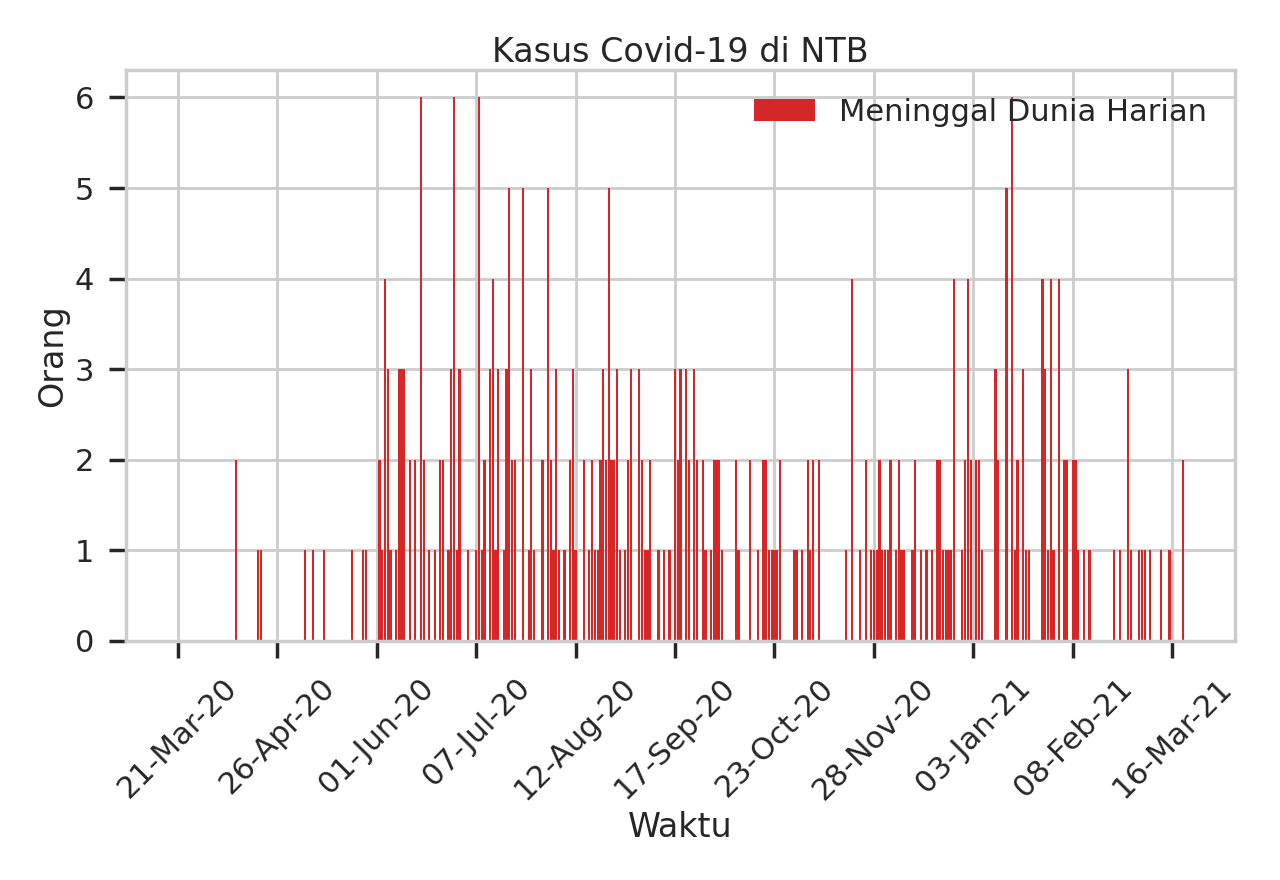 Kasus Covid-19 di NTB
Meninggal Dunia Harian
Orang
6
5
4
3
2
1
0
21-Mar-20
26-Apr-20
01-Jun-20
07-Jul-20
12-Aug-20
17-Sep-20
23-Oct-20
28-Nov-20
03-Jan-21
08-Feb-21
16-Mar-21
Waktu